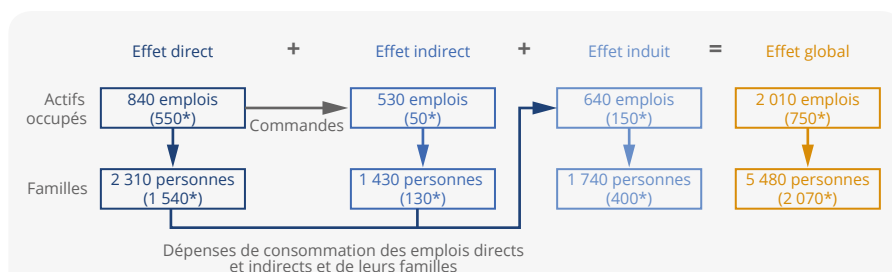 Effet direct + Effet indirect + Effet induit = Effet global
Actifs occupés
840 emplois
(550*)
Commandes
530 emplois
(50*)
640 emplois
(150*)
2 010 emplois
(750*)
Familles
2 310 personnes
(1 540*)
1 430 personnes
(130*)
1 740 personnes
(400*)
5 480 personnes
(2 070*)
Dépenses de consommation des emplois directs
et indirects et de leurs familles